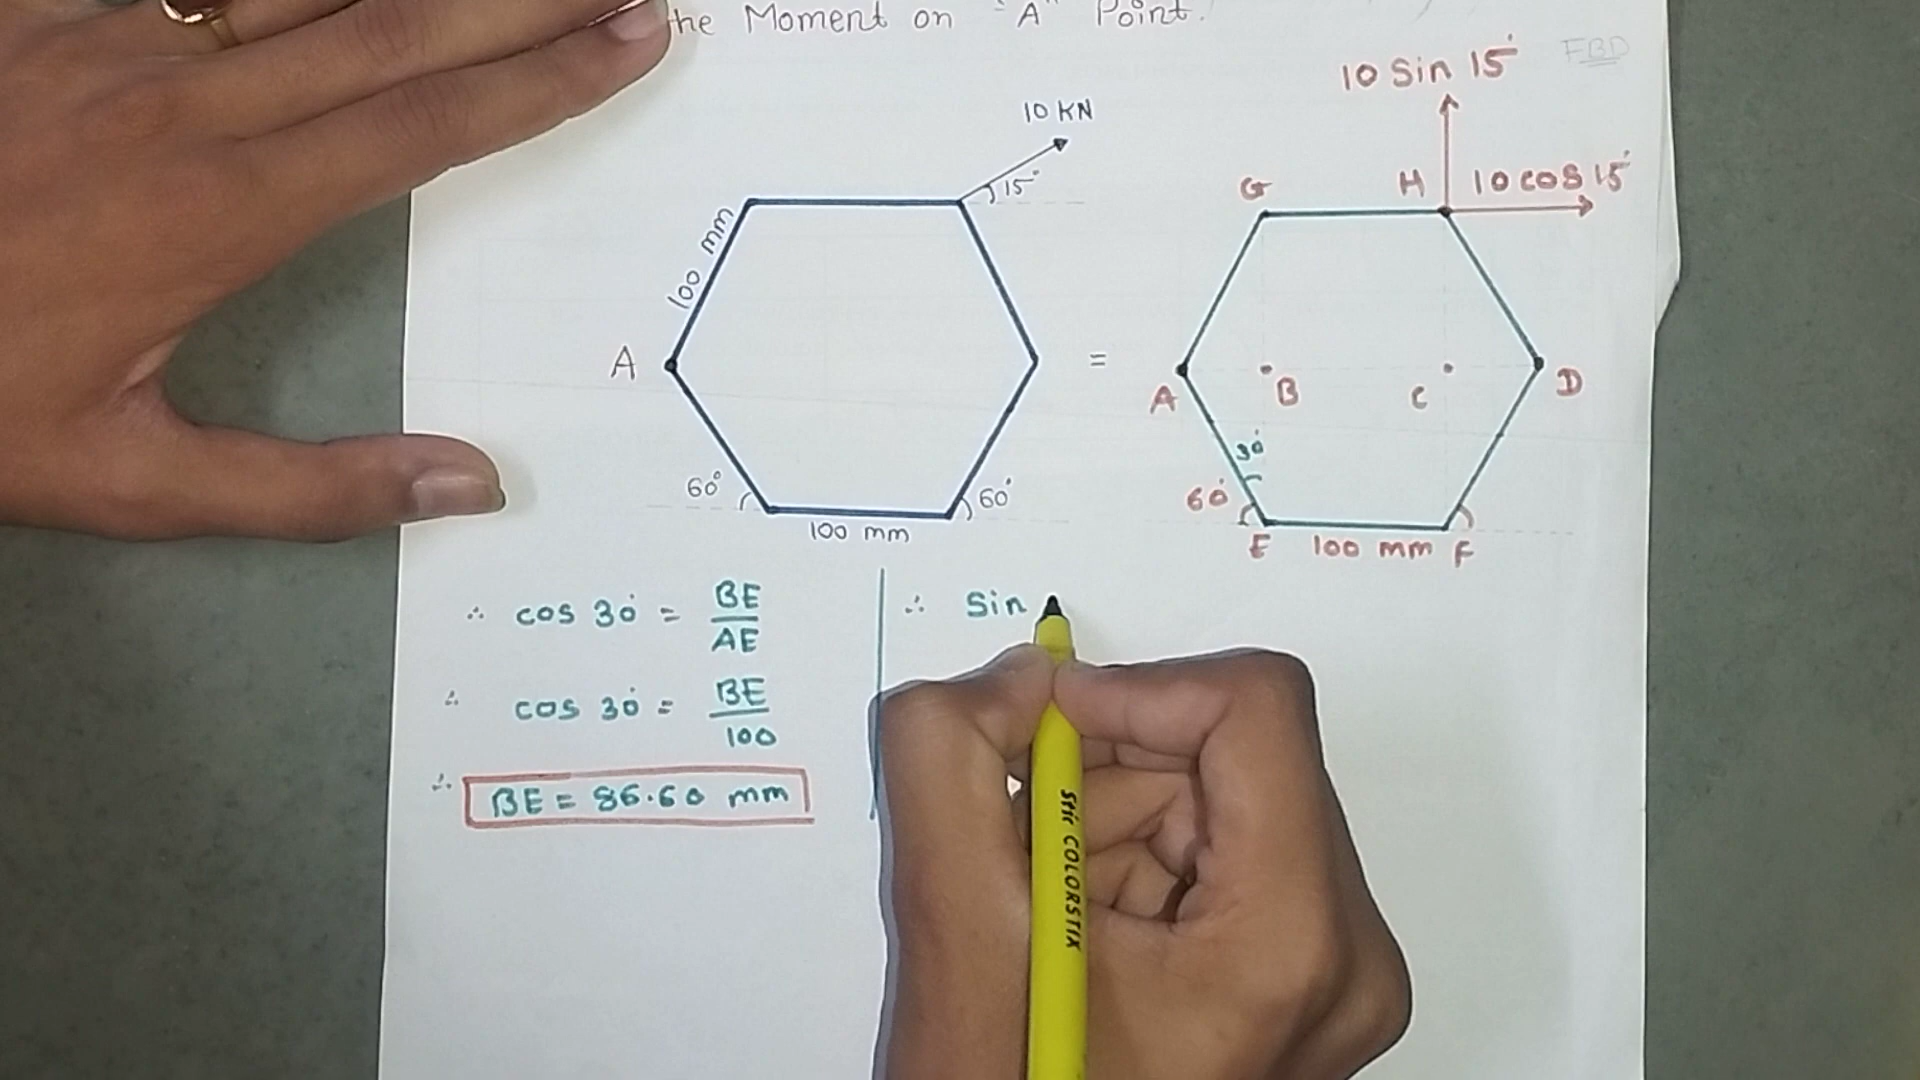 the Moment on "A" Point.
FBD
10 Sin 15°
10 KN
15°
G
H
10 cos 15°
100 mm
A
=
A
B
C
D
30°
60°
60°
60°
100 mm
E
100 mm
F
∴ cos 30° = BE
AE
∴ Sin
∴ cos 30° = BE
100
∴ BE = 86.60 mm
Stic COLORSTIX